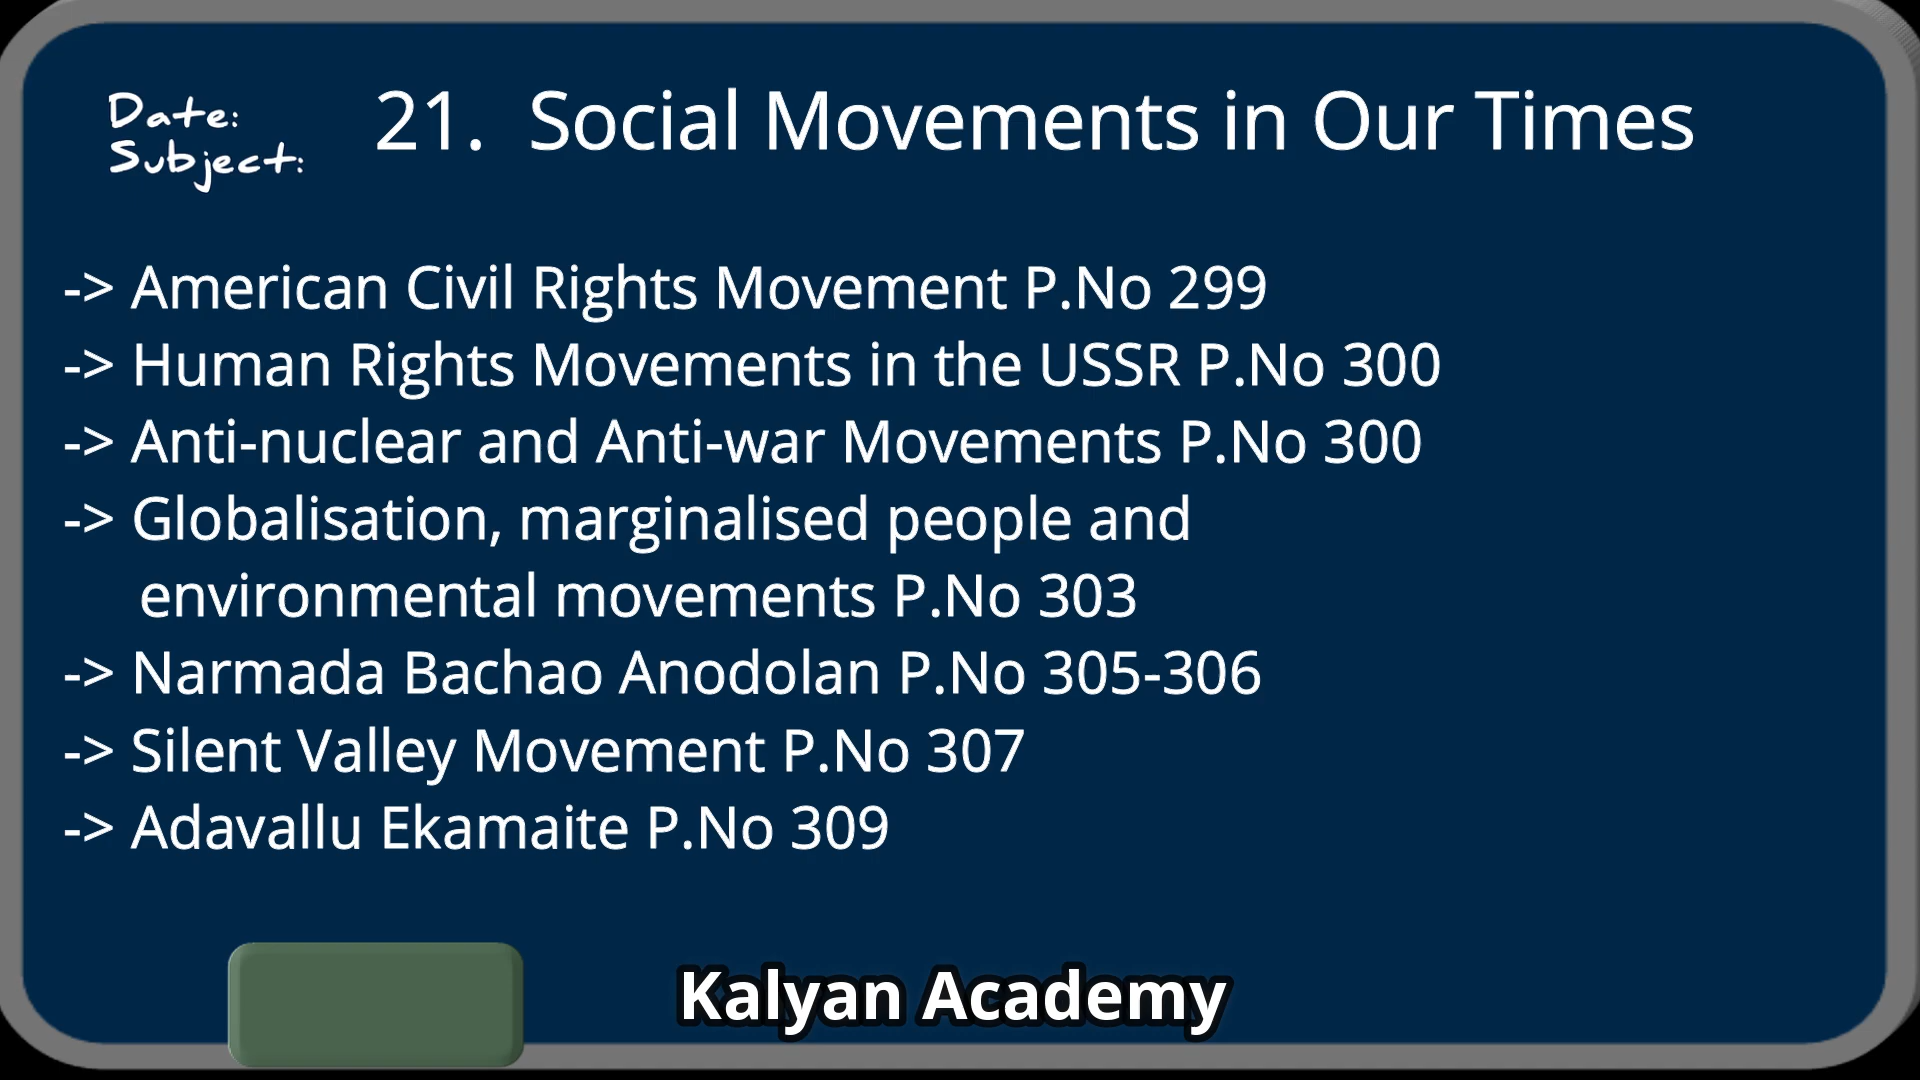 Date:
Subject:
21. Social Movements in Our Times
-> American Civil Rights Movement P.No 299
-> Human Rights Movements in the USSR P.No 300
-> Anti-nuclear and Anti-war Movements P.No 300
-> Globalisation, marginalised people and
environmental movements P.No 303
-> Narmada Bachao Anodolan P.No 305-306
-> Silent Valley Movement P.No 307
-> Adavallu Ekamaite P.No 309
Kalyan Academy